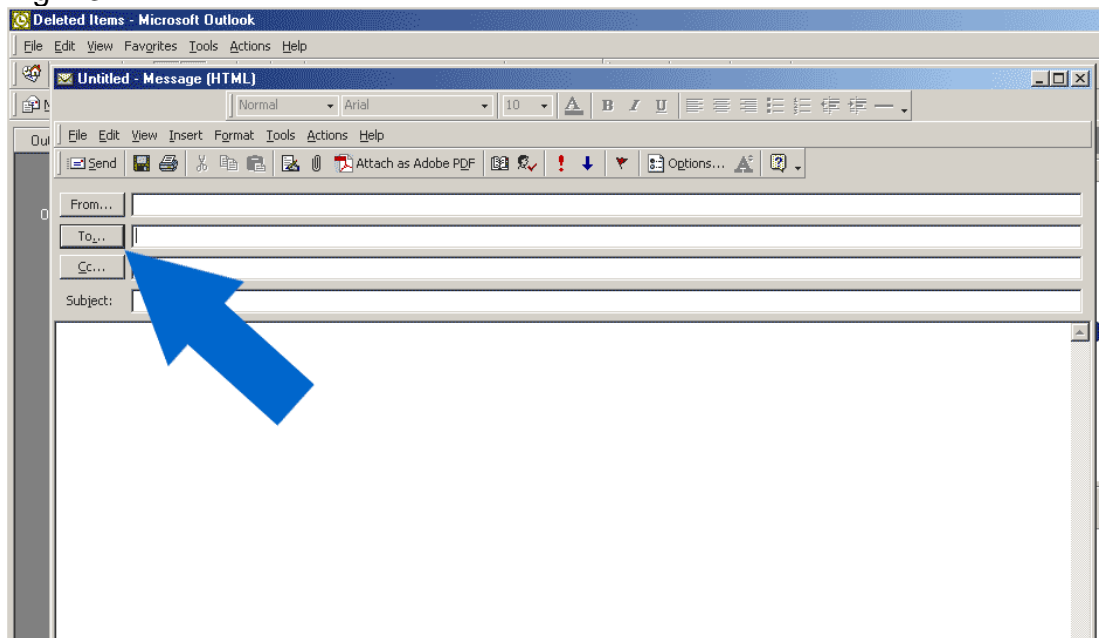 Deleted Items - Microsoft Outlook
File Edit View Favorites Tools Actions Help
Untitled - Message (HTML)
Normal Arial 10 A B I U
Out
File Edit View Insert Format Tools Actions Help
Send Attach as Adobe PDF Options...
From...
To...
Cc...
Subject: